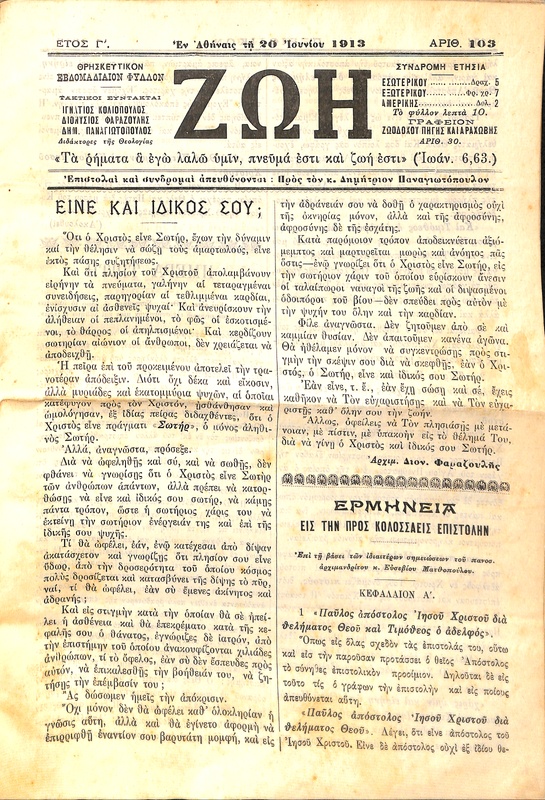 ΕΤΟΣ Γ΄.
Ἐν Ἀθήναις τῇ 20 Ἰουνίου 1913
ΑΡΙΘ. 103
ΘΡΗΣΚΕΥΤΙΚΟΝ
ΕΒΔΟΜΑΔΙΑΙΟΝ ΦΥΛΛΟΝ
ΤΑΚΤΙΚΟΙ ΣΥΝΤΑΚΤΑΙ
ΙΓΝΑΤΙΟΣ ΚΟΛΙΟΠΟΥΛΟΣ
ΔΙΟΝΥΣΙΟΣ ΦΑΡΑΖΟΥΛΗΣ
ΔΗΜ. ΠΑΝΑΓΙΩΤΟΠΟΥΛΟΣ
Διδάκτορες τῆς Θεολογίας
ΖΩΗ
ΣΥΝΔΡΟΜΗ ΕΤΗΣΙΑ
ΕΣΩΤΕΡΙΚΟΥ ........ Δραχ. 5
ΕΞΩΤΕΡΙΚΟΥ ........ Φρ. χρ. 7
ΑΜΕΡΙΚΗΣ ........ Δολ. 2
Τὸ φύλλον λεπτὰ 10.
ΓΡΑΦΕΙΟΝ
ΖΩΟΔΟΧΟΥ ΠΗΓΗΣ ΚΑΙ ΑΡΑΧΩΒΗΣ
ΑΡΙΘ. 30.
«Τὰ ῥήματα ἃ ἐγὼ λαλῶ ὑμῖν, πνεῦμά ἐστι καὶ ζωή ἐστι» (Ἰωάν. 6,63.)
Ἐπιστολαὶ καὶ συνδρομαὶ ἀπευθύνονται : Πρὸς τὸν κ. Δημήτριον Παναγιωτόπουλον
ΕΙΝΕ ΚΑΙ ΙΔΙΚΟΣ ΣΟΥ;
Ὅτι ὁ Χριστὸς εἶνε Σωτήρ, ἔχων τὴν δύναμιν
καὶ τὴν θέλησιν νὰ σώζῃ τοὺς ἁμαρτωλούς, εἶνε
ἐκτὸς πάσης συζητήσεως.
Καὶ ὅτι πλησίον τοῦ Χριστοῦ ἀπολαμβάνουν
εἰρήνην τὰ πνεύματα, γαλήνην αἱ τεταραγμέναι
συνειδήσεις, παρηγορίαν αἱ τεθλιμμέναι καρδίαι,
ἐνίσχυσιν αἱ ἀσθενεῖς ψυχαί· Καὶ ἀνευρίσκουν τὴν
ἀλήθειαν οἱ πεπλανημένοι, τὸ φῶς οἱ ἐσκοτισμέ-
νοι, τὸ θάρρος οἱ ἀπηλπισμένοι· Καὶ κερδίζουν
σωτηρίαν αἰώνιον οἱ ἄνθρωποι, δὲν χρειάζεται νὰ
ἀποδειχθῇ.
Ἡ πεῖρα ἐπὶ τοῦ προκειμένου ἀποτελεῖ τὴν τρα-
νοτέραν ἀπόδειξιν. Διότι ὄχι δέκα καὶ εἴκοσιν,
ἀλλὰ μυριάδες καὶ ἑκατομμύρια ψυχῶν, αἱ ὁποῖαι
κατέφυγον πρὸς τὸν Χριστόν, ᾐσθάνθησαν καὶ
ὡμολόγησαν, ἐξ ἰδίας πείρας διδαχθέντες, ὅτι ὁ
Χριστὸς εἶνε πράγματι «Σωτήρ», ὁ μόνος ἀληθι-
νὸς Σωτήρ.
Ἀλλά, ἀναγνῶστα, πρόσεξε.
Διὰ νὰ ὠφεληθῇς καὶ σύ, καὶ νὰ σωθῇς, δὲν
φθάνει νὰ γνωρίσῃς ὅτι ὁ Χριστὸς εἶνε Σωτὴρ
τῶν ἀνθρώπων ἁπάντων, ἀλλὰ πρέπει νὰ κατορ-
θώσῃς νὰ εἶνε καὶ ἰδικός σου σωτήρ, νὰ κάμῃς
πάντα τρόπον, ὥστε ἡ σωτήριος χάρις του νὰ
ἐκτείνῃ τὴν σωτήριον ἐνέργειάν της καὶ ἐπὶ τῆς
ἰδικῆς σου ψυχῆς.
Τί θὰ ὠφελεῖ, ἐάν, ἐνῷ κατέχεσαι ἀπὸ δίψαν
ἀκατάσχετον καὶ γνωρίζῃς ὅτι πλησίον σου εἶνε
ὕδωρ, ἀπὸ τὴν δροσερότητα τοῦ ὁποίου κόσμος
πολὺς δροσίζεται καὶ κατασβύνει τῆς δίψης τὸ πῦρ,
ναί, τί θὰ ὠφελεῖ, ἐὰν σὺ ἔμενες ἀκίνητος καὶ
ἀδρανής ;
Καὶ εἰς στιγμὴν κατὰ τὴν ὁποίαν θὰ σὲ ἠπεί-
λει ἡ ἀσθένεια καὶ θὰ ἐπεκρέματο κατὰ τῆς κε-
φαλῆς σου ὁ θάνατος, ἐγνώριζες δὲ ἰατρόν, ἀπὸ
τὴν ἐπιστήμην τοῦ ὁποίου ἀνακουφίζονται χιλιάδες
ἀνθρώπων, τί τὸ ὄφελος, ἐὰν σὺ δὲν ἔσπευδες πρὸς
αὐτόν, νὰ ἐπικαλεσθῇς τὴν βοήθειάν του, νὰ ζη-
τήσῃς τὴν ἐπέμβασίν του ;
Ἂς δώσωμεν ἡμεῖς τὴν ἀπόκρισιν.
Ὄχι μόνον δὲν θὰ ὠφέλει καθ' ὁλοκληρίαν ἡ
γνῶσις αὕτη, ἀλλὰ καὶ θὰ ἐγίνετο ἀφορμὴ νὰ
ἐπιρριφθῇ ἐναντίον σου βαρυτάτη μομφή, καὶ εἰς
τὴν ἀδράνειάν σου νὰ δοθῇ ὁ χαρακτηρισμὸς οὐχὶ
τῆς ὀκνηρίας μόνον, ἀλλὰ καὶ τῆς ἀφροσύνης,
ἀφροσύνης δὲ τῆς ἐσχάτης.
Κατὰ παρόμοιον τρόπον ἀποδεικνύεται ἀξιό-
μεμπτος καὶ μαρτυρεῖται μωρὸς καὶ ἀνόητος πᾶς
ὅστις—ἐνῷ γνωρίζει ὅτι ὁ Χριστὸς εἶνε Σωτήρ, εἰς
τὴν σωτήριον χάριν τοῦ ὁποίου εὑρίσκουν ἄνεσιν
οἱ ταλαίπωροι ναυαγοὶ τῆς ζωῆς καὶ οἱ διψασμένοι
ὁδοιπόροι τοῦ βίου—δὲν σπεύδει πρὸς αὐτὸν μὲ
τὴν ψυχήν του ὅλην καὶ τὴν καρδίαν.
Φίλε ἀναγνῶστα. Δὲν ζητοῦμεν ἀπὸ σὲ καὶ
καμμίαν θυσίαν. Δὲν ἀπαιτοῦμεν κανένα ἀγῶνα.
Θὰ ἠθέλαμεν μόνον νὰ συγκεντρώσῃς πρὸς στι-
γμὴν τὴν σκέψιν σου διὰ νὰ σκεφθῇς, ἐὰν ὁ Χρι-
στός, ὁ Σωτήρ, εἶνε καὶ ἰδικός σου Σωτήρ.
Ἐὰν εἶνε, τ. ἔ., ἐὰν ἔχῃ σώσῃ καὶ σέ, ἔχεις
καθῆκον νὰ Τὸν εὐχαριστήσῃς καὶ νὰ Τὸν εὐχα-
ριστῇς καθ' ὅλην σου τὴν ζωήν.
Ἄλλως, ὀφείλεις νὰ Τὸν πλησιάσῃς μὲ μετά-
νοιαν, μὲ πίστιν, μὲ ὑπακοὴν εἰς τὸ θέλημά Του,
διὰ νὰ γίνῃ ὁ Χριστὸς καὶ ἰδικός σου Σωτήρ.
Ἀρχιμ. Διον. Φαραζουλῆς
ΕΡΜΗΝΕΙΑ
ΕΙΣ ΤΗΝ ΠΡΟΣ ΚΟΛΟΣΣΑΕΙΣ ΕΠΙΣΤΟΛΗΝ
Ἐπὶ τῇ βάσει τῶν ἰδιαιτέρων σημειώσεων τοῦ πανοσ.
ἀρχιμανδρίτου κ. Εὐσεβίου Ματθοπούλου.
ΚΕΦΑΛΑΙΟΝ Α΄.
1 «Παῦλος ἀπόστολος Ἰησοῦ Χριστοῦ διὰ
θελήματος Θεοῦ καὶ Τιμόθεος ὁ ἀδελφός».
Ὅπως εἰς ὅλας σχεδὸν τὰς ἐπιστολάς του, οὕτω
καὶ εἰς τὴν παροῦσαν προτάσσει ὁ θεῖος Ἀπόστολος
τὸ σύνηθες ἐπιστολικὸν προοίμιον. Δηλοῦται δὲ εἰς
τοῦτο τίς ὁ γράφων τὴν ἐπιστολὴν καὶ εἰς ποίους
ἀπευθύνεται αὕτη.
«Παῦλος ἀπόστολος Ἰησοῦ Χριστοῦ διὰ
θελήματος Θεοῦ». Λέγει, ὅτι εἶνε ἀπόστολος τοῦ
Ἰησοῦ Χριστοῦ. Εἶνε δὲ ἀπόστολος οὐχὶ ἐξ ἰδίου θε-